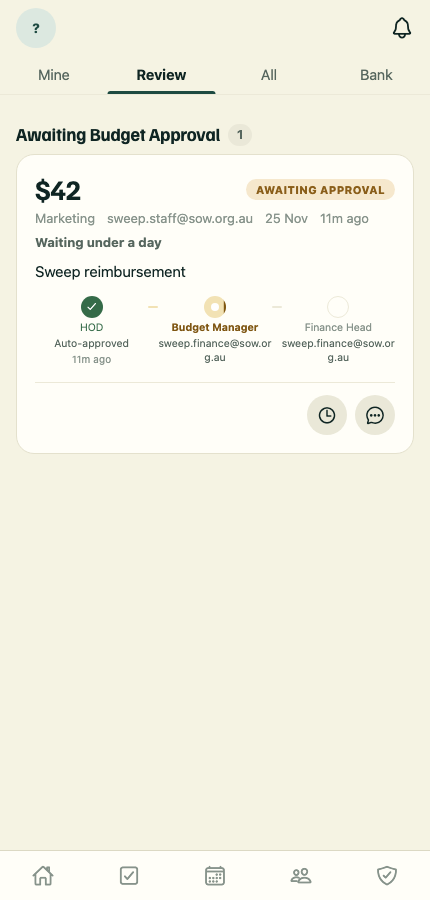 ?
Mine Review All Bank
Awaiting Budget Approval 1
$42 AWAITING APPROVAL
Marketing sweep.staff@sow.org.au 25 Nov 11m ago
Waiting under a day
Sweep reimbursement
HOD
Auto-approved
11m ago
Budget Manager
sweep.finance@sow.or
g.au
Finance Head
sweep.finance@sow.or
g.au